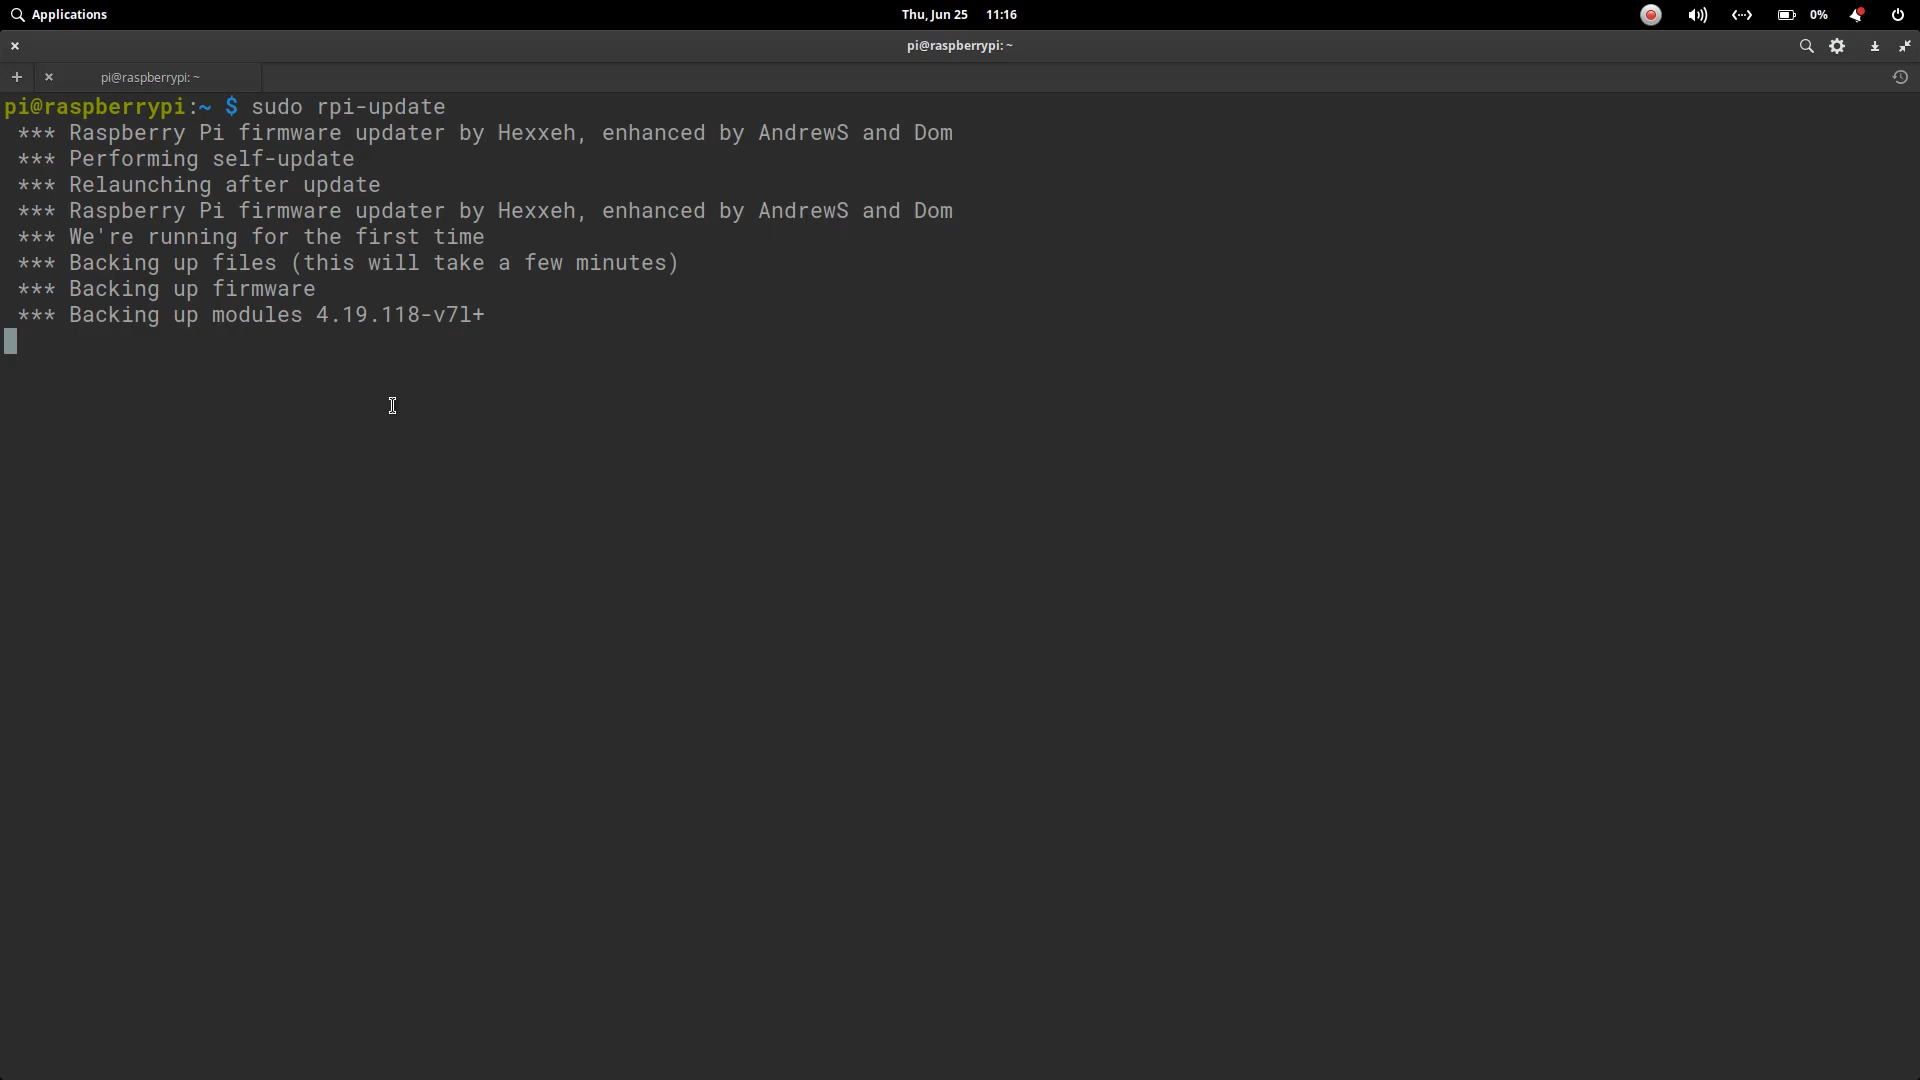 Applications
Thu, Jun 25 11:16
0%
pi@raspberrypi: ~
pi@raspberrypi: ~
pi@raspberrypi:~ $ sudo rpi-update
*** Raspberry Pi firmware updater by Hexxeh, enhanced by AndrewS and Dom
*** Performing self-update
*** Relaunching after update
*** Raspberry Pi firmware updater by Hexxeh, enhanced by AndrewS and Dom
*** We're running for the first time
*** Backing up files (this will take a few minutes)
*** Backing up firmware
*** Backing up modules 4.19.118-v7l+